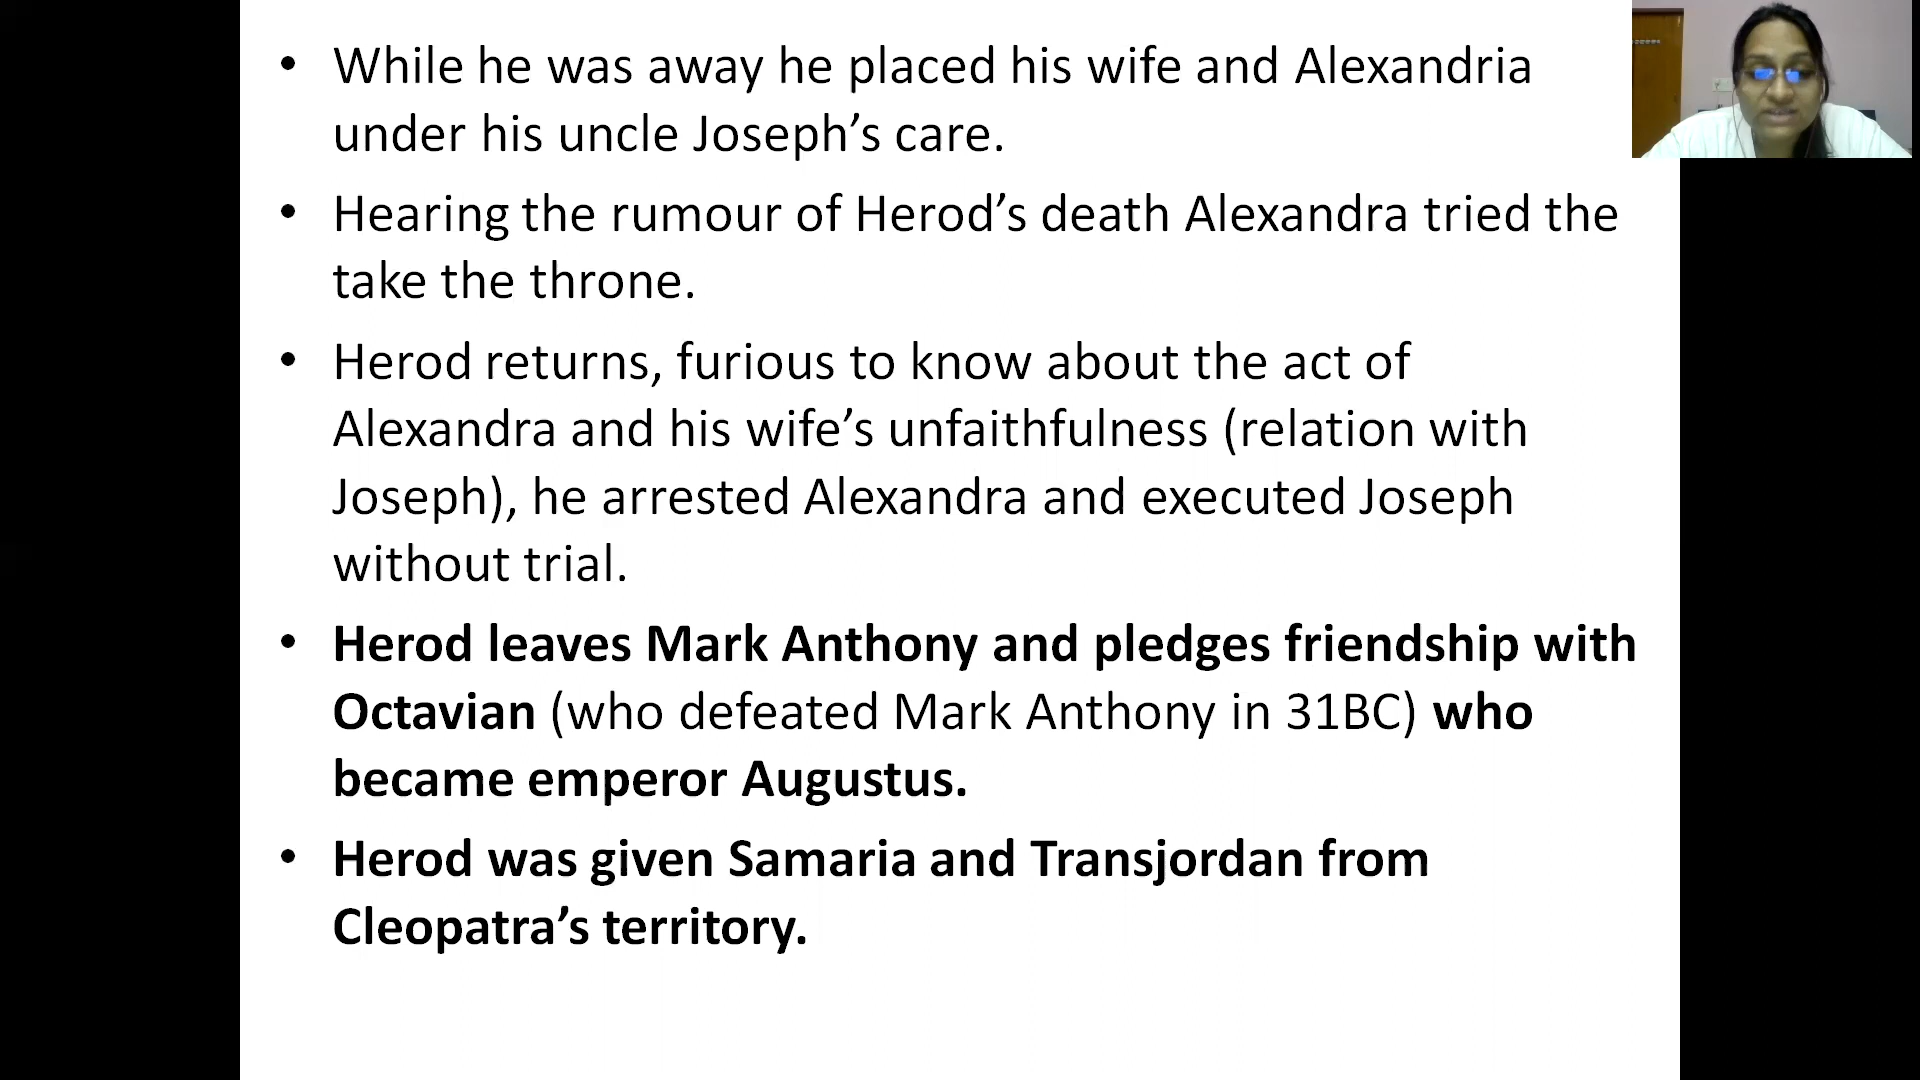 • While he was away he placed his wife and Alexandria
under his uncle Joseph’s care.
• Hearing the rumour of Herod’s death Alexandra tried the
take the throne.
• Herod returns, furious to know about the act of
Alexandra and his wife’s unfaithfulness (relation with
Joseph), he arrested Alexandra and executed Joseph
without trial.
• Herod leaves Mark Anthony and pledges friendship with
Octavian (who defeated Mark Anthony in 31BC) who
became emperor Augustus.
• Herod was given Samaria and Transjordan from
Cleopatra’s territory.